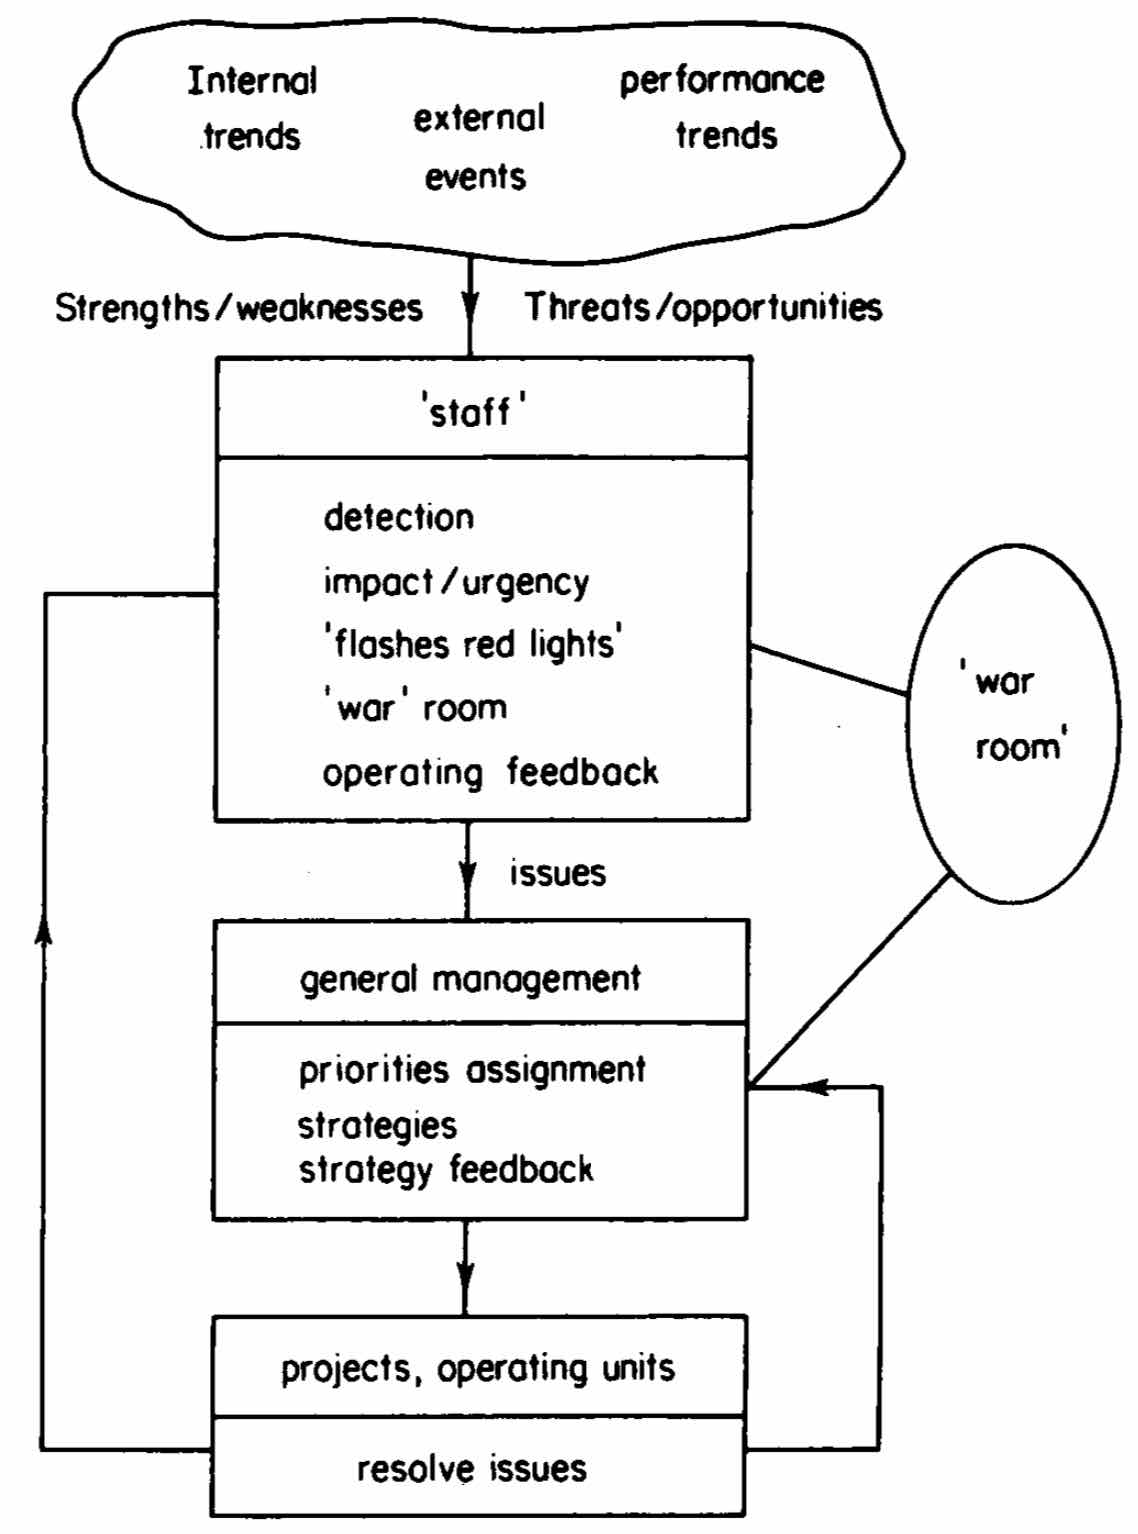 Internal
trends
external
events
performance
trends
Strengths/weaknesses
Threats/opportunities
'staff'
detection
impact/urgency
'flashes red lights'
'war' room
operating feedback
'war
room'
issues
general management
priorities assignment
strategies
strategy feedback
projects, operating units
resolve issues